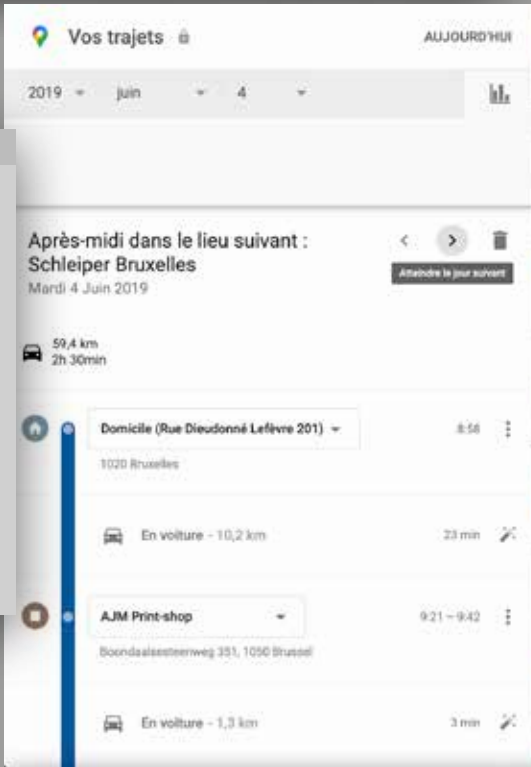 Vos trajets
AUJOURD'HUI
2019 juin 4
Après-midi dans le lieu suivant :
Schleiper Bruxelles
Mardi 4 Juin 2019
Atteindre le jour suivant
59,4 km
2h 30min
Domicile (Rue Dieudonné Lefèvre 201) 8:58
1020 Bruxelles
En voiture - 10,2 km 23 min
AJM Print-shop 9:21 – 9:42
Boondaalsesteenweg 351, 1050 Brussel
En voiture - 1,3 km 3 min